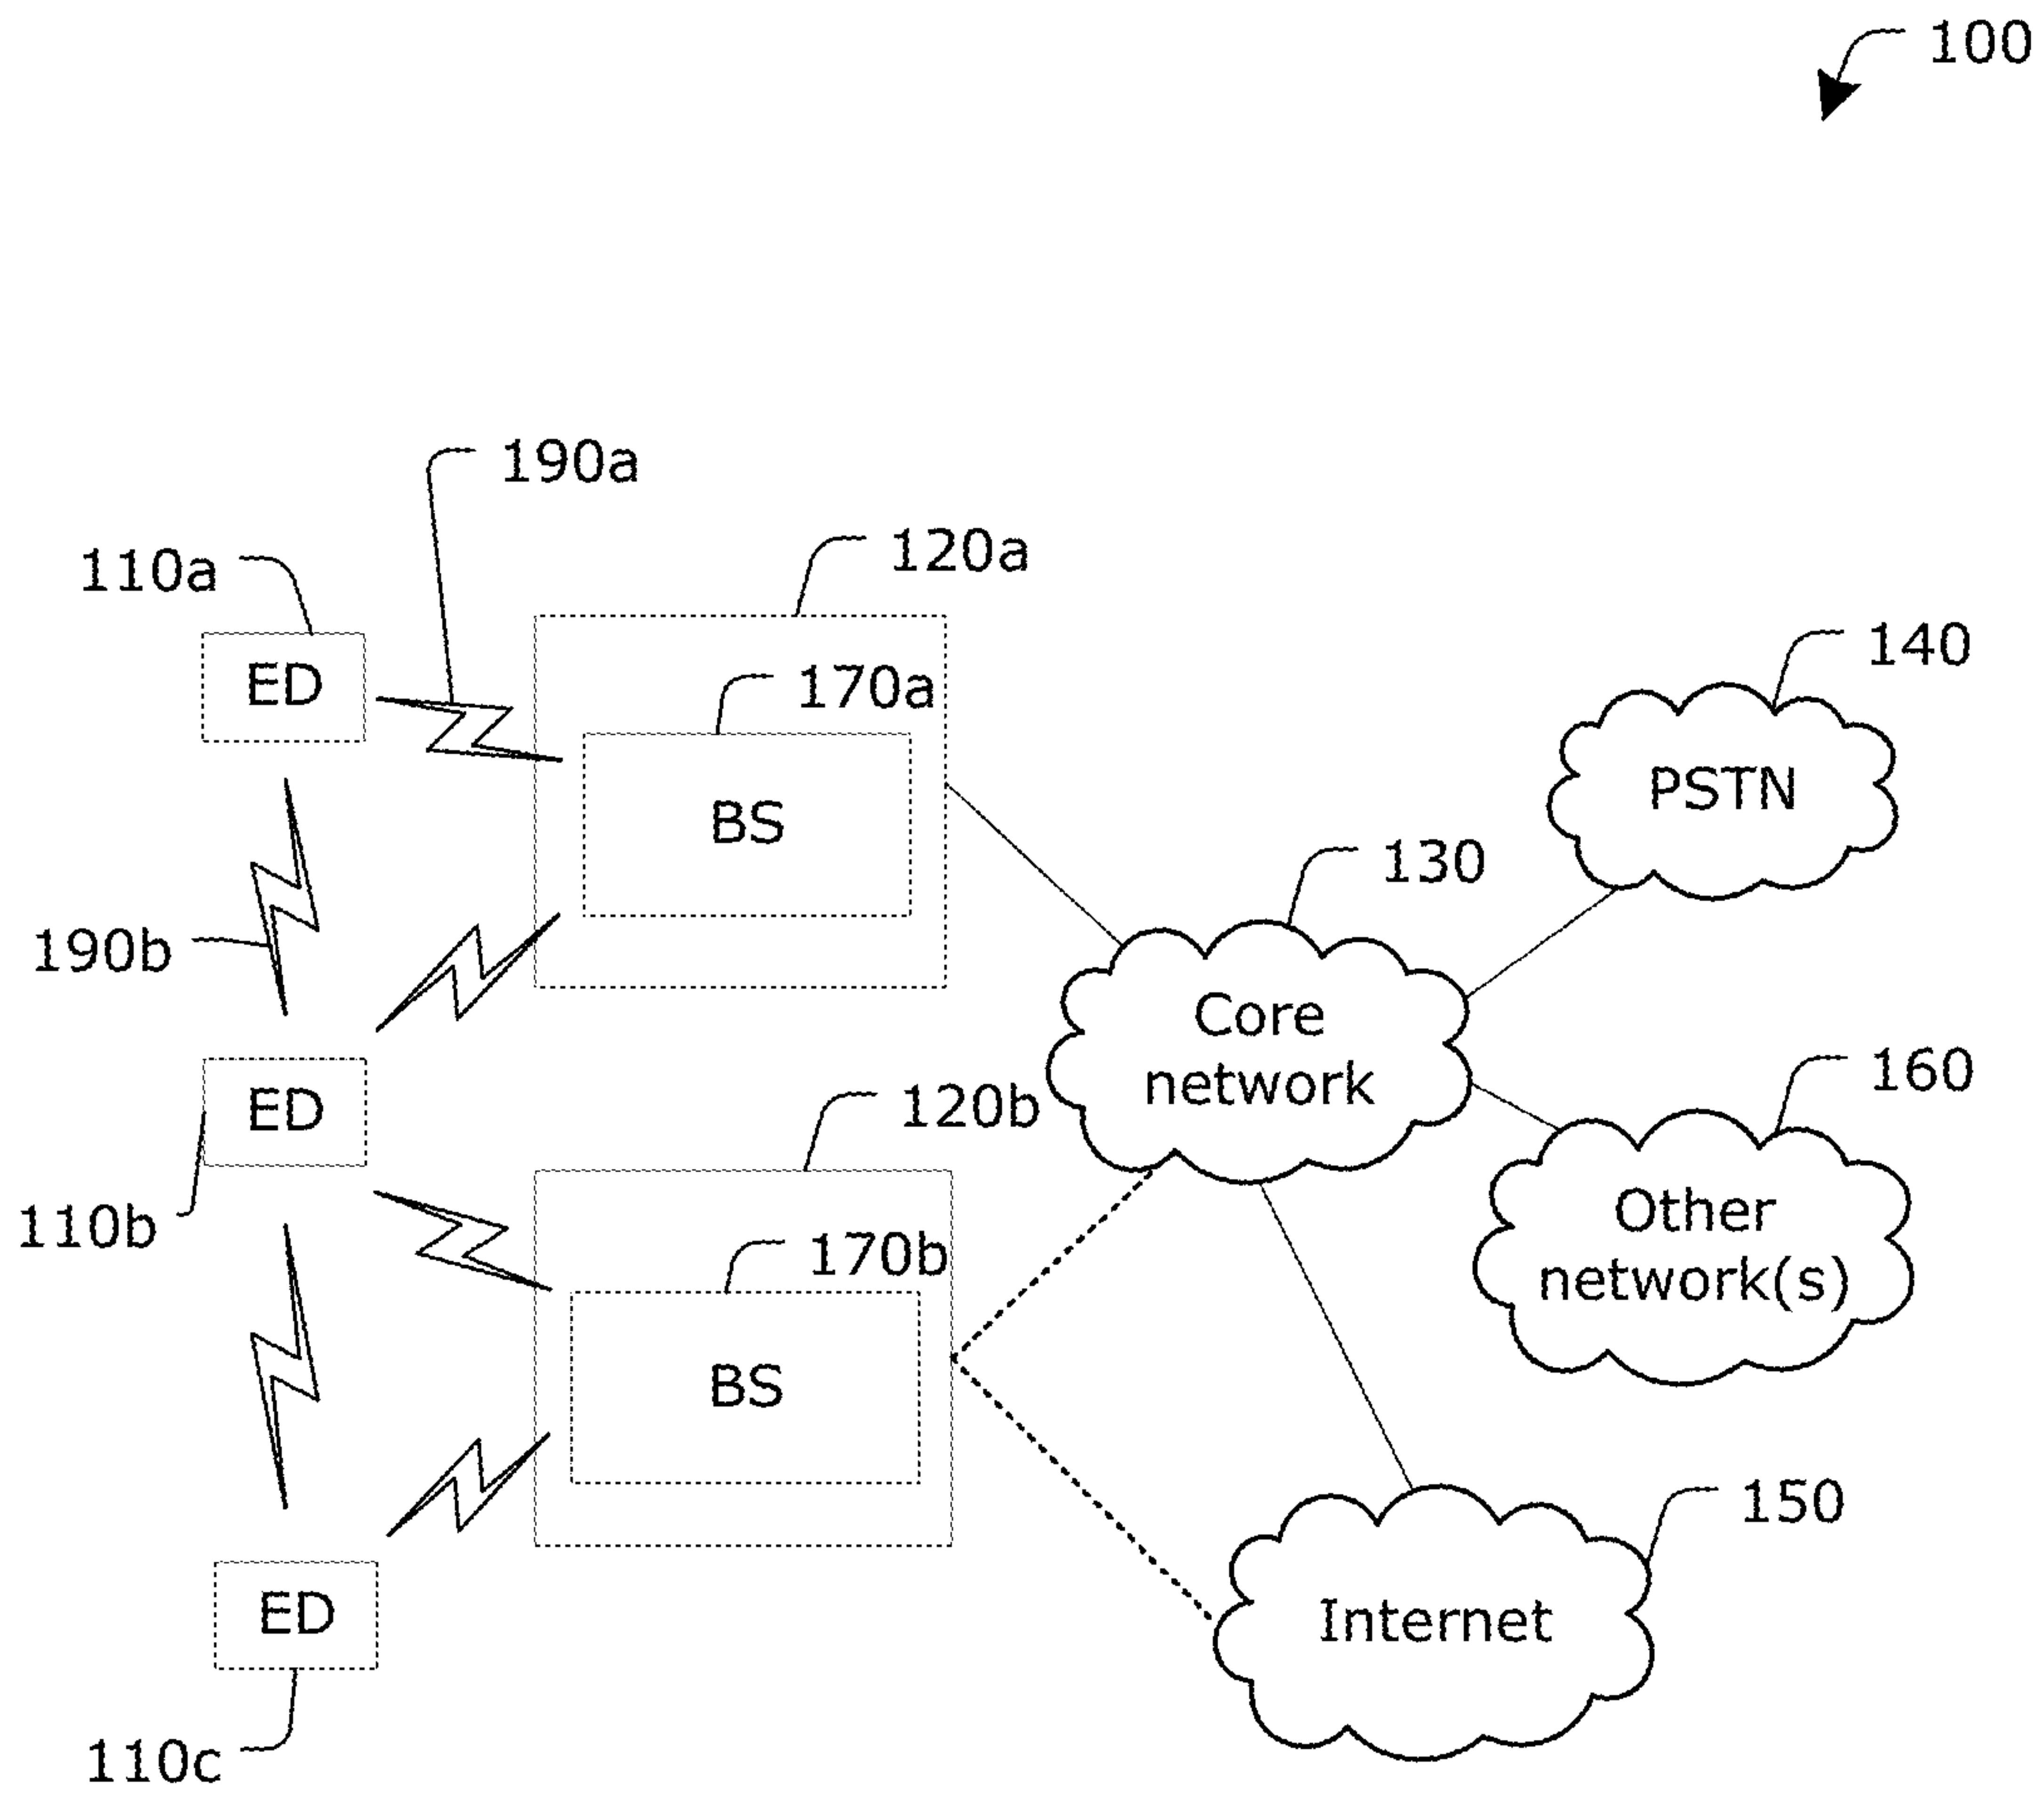 100
190a
120a
110a
140
ED
170a
PSTN
BS
130
190b
Core
network
160
120b
ED
Other
network(s)
110b
170b
BS
150
ED
Internet
110c